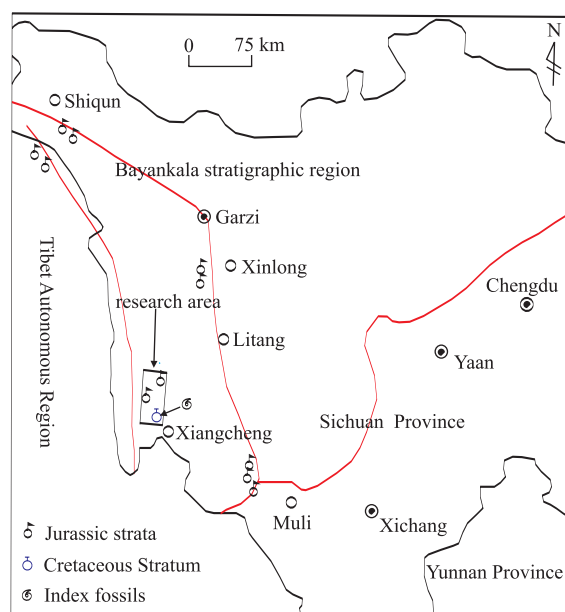 0 75 km
N
Shiqun
Bayankala stratigraphic region
Garzi
Xinlong
Tibet Autonomous Region
research area
Chengdu
Litang
Yaan
Sichuan Province
Xiangcheng
Muli
Xichang
Jurassic strata
Cretaceous Stratum
Index fossils
Yunnan Province